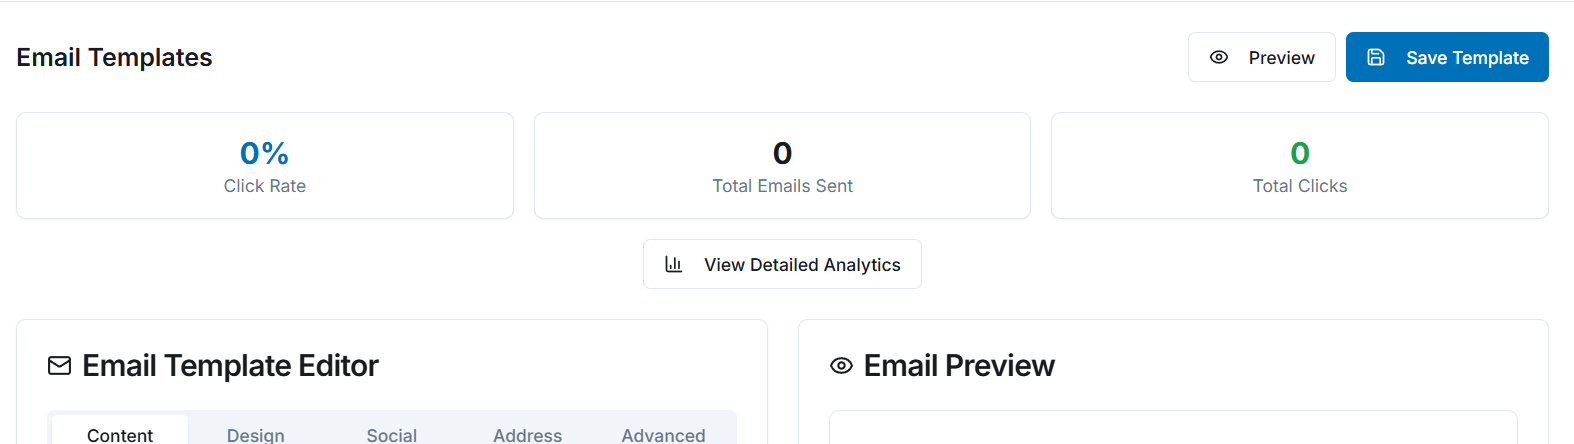 Email Templates
Preview
Save Template
0%
Click Rate
0
Total Emails Sent
0
Total Clicks
View Detailed Analytics
Email Template Editor
Content
Design
Social
Address
Advanced
Email Preview